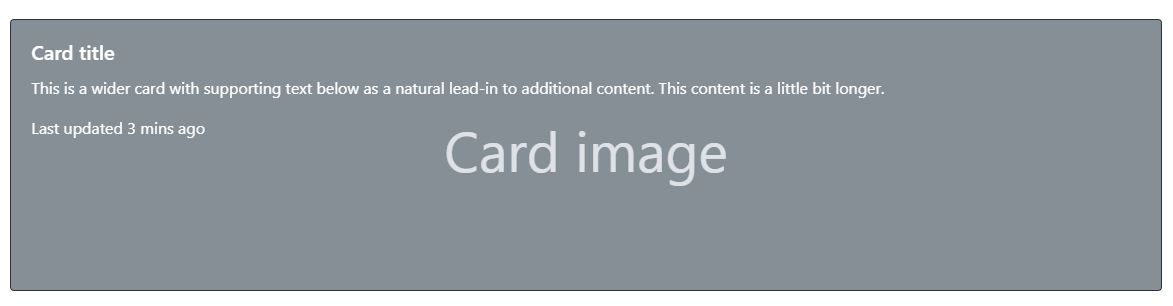 Card title
This is a wider card with supporting text below as a natural lead-in to additional content. This content is a little bit longer.
Last updated 3 mins ago
Card image